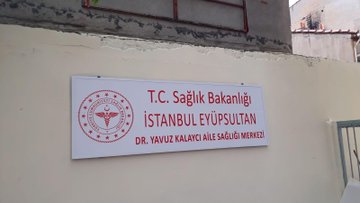 T.C. Sağlık Bakanlığı
İSTANBUL EYÜPSULTAN
DR. YAVUZ KALAYCI AİLE SAĞLIĞI MERKEZİ